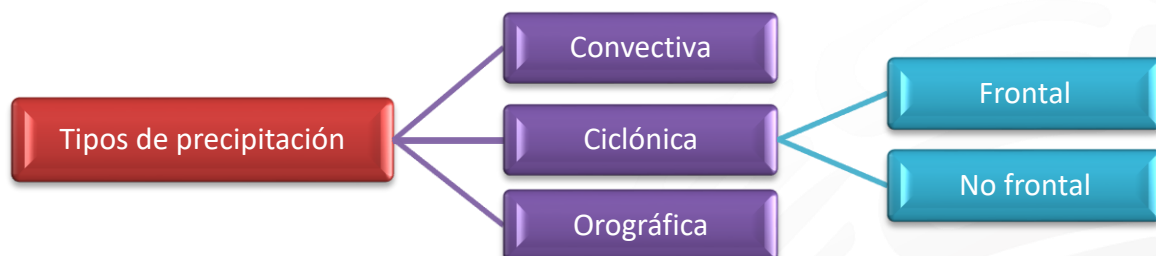 Tipos de precipitación
Convectiva
Ciclónica
Orográfica
Frontal
No frontal